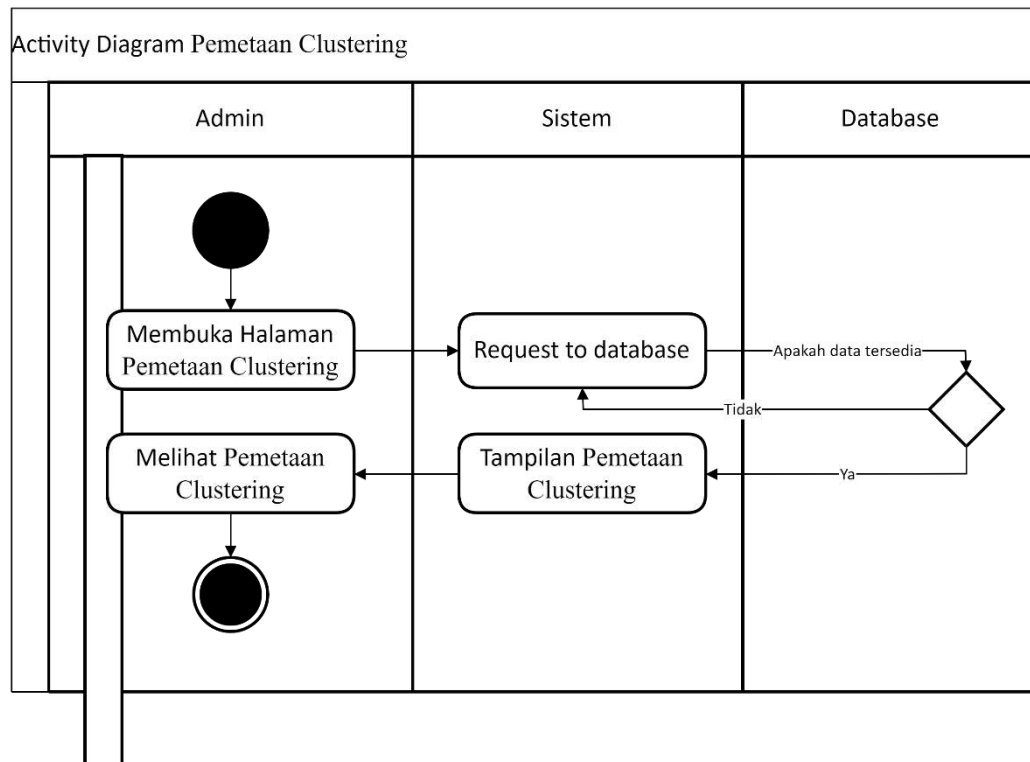 Activity Diagram Pemetaan Clustering
Admin
Sistem
Database
Membuka Halaman
Pemetaan Clustering
Request to database
Apakah data tersedia
Tidak
Melihat Pemetaan
Clustering
Tampilan Pemetaan
Clustering
Ya